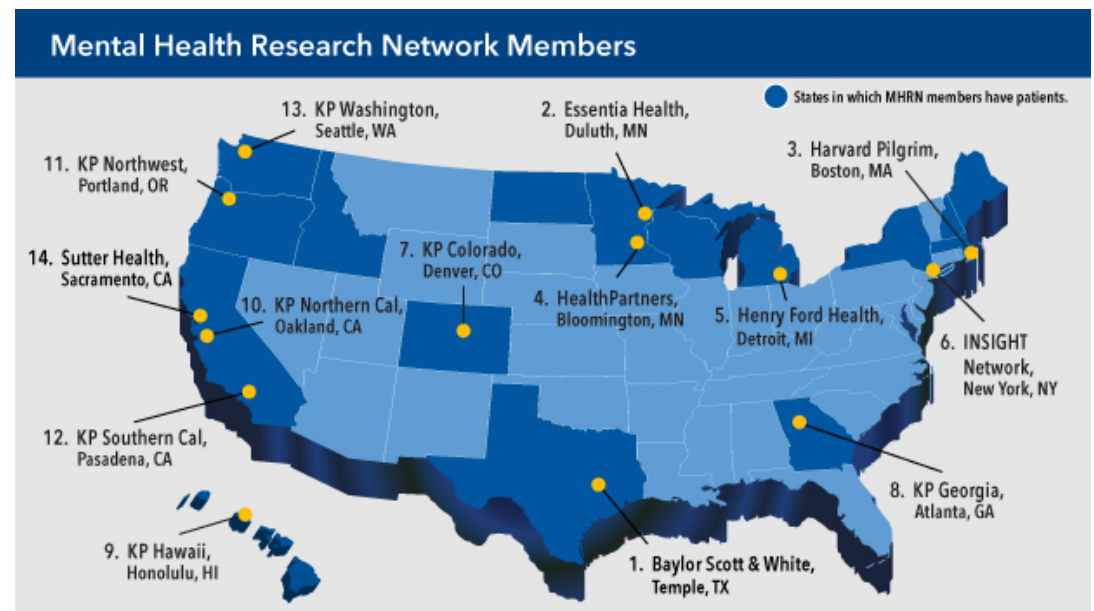 Mental Health Research Network Members
States in which MHRN members have patients.
13. KP Washington,
Seattle, WA
2. Essentia Health,
Duluth, MN
3. Harvard Pilgrim,
Boston, MA
11. KP Northwest,
Portland, OR
14. Sutter Health,
Sacramento, CA
7. KP Colorado,
Denver, CO
10. KP Northern Cal,
Oakland, CA
4. HealthPartners,
Bloomington, MN
5. Henry Ford Health,
Detroit, MI
6. INSIGHT
Network,
New York, NY
12. KP Southern Cal,
Pasadena, CA
8. KP Georgia,
Atlanta, GA
9. KP Hawaii,
Honolulu, HI
1. Baylor Scott & White,
Temple, TX